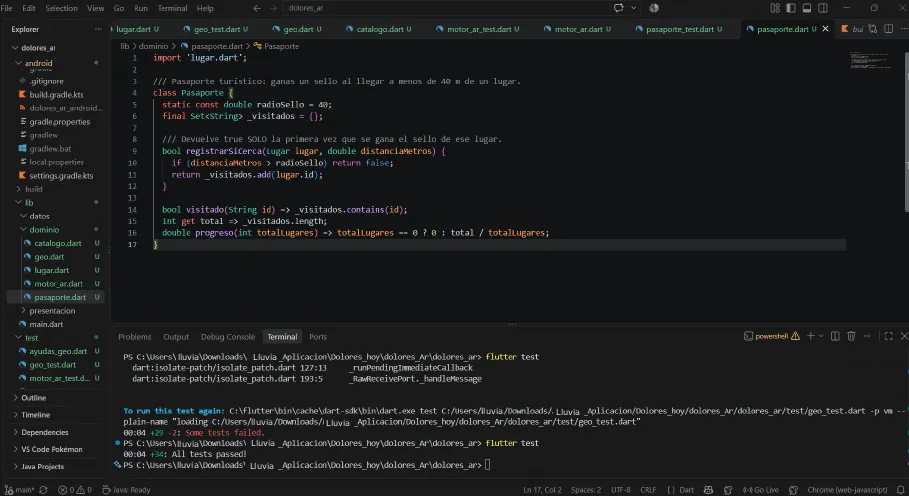 File Edit Selection View Go Run Terminal Help
dolores_ar
Explorer
lugar.dart U geo_test.dart U geo.dart U catalogo.dart U motor_ar_test.dart U motor_ar.dart U pasaporte_test.dart U pasaporte.dart U bui
dolores_ar
android
gradle
.gitignore
build.gradle.kts
dolores_ar_android...
gradle.properties
gradlew
gradlew.bat
local.properties
settings.gradle.kts
build
lib
datos
dominio
catalogo.dart U
geo.dart U
lugar.dart U
motor_ar.dart U
pasaporte.dart U
presentacion
main.dart
test
ayudas_geo.dart U
geo_test.dart U
motor_ar_test.d... U
Outline
Timeline
Dependencies
VS Code Pokémon
Java Projects
lib > dominio > pasaporte.dart > Pasaporte
1 import 'lugar.dart';
2
3 /// Pasaporte turístico: ganas un sello al llegar a menos de 40 m de un lugar.
4 class Pasaporte {
5 static const double radioSello = 40;
6 final Set<String> _visitados = {};
7
8 /// Devuelve true SOLO la primera vez que se gana el sello de ese lugar.
9 bool registrarSiCerca(Lugar lugar, double distanciaMetros) {
10 if (distanciaMetros > radioSello) return false;
11 return _visitados.add(lugar.id);
12 }
13
14 bool visitado(String id) => _visitados.contains(id);
15 int get total => _visitados.length;
16 double progreso(int totalLugares) => totalLugares == 0 ? 0 : total / totalLugares;
17 }
Problems Output Debug Console Terminal Ports
powershell
PS C:\Users\lluvia\Downloads\ Lluvia _Aplicacion\Dolores_hoy\dolores_Ar\dolores_ar> flutter test
dart:isolate-patch/isolate_patch.dart 127:13 _runPendingImmediateCallback
dart:isolate-patch/isolate_patch.dart 193:5 _RawReceivePort._handleMessage
To run this test again: C:\flutter\bin\cache\dart-sdk\bin\dart.exe test C:/Users/lluvia/Downloads/. Lluvia _Aplicacion/Dolores_hoy/dolores_Ar/dolores_ar/test/geo_test.dart -p vm --
plain-name "loading C:/Users/lluvia/Downloads/ Lluvia _Aplicacion/Dolores_hoy/dolores_Ar/dolores_ar/test/geo_test.dart"
00:04 +29 -2: Some tests failed.
PS C:\Users\lluvia\Downloads\ Lluvia _Aplicacion\Dolores_hoy\dolores_Ar\dolores_ar> flutter test
00:04 +34: All tests passed!
PS C:\Users\lluvia\Downloads\ Lluvia _Aplicacion\Dolores_hoy\dolores_Ar\dolores_ar>
main* 0 0 Java: Ready Ln 17, Col 2 Spaces: 2 UTF-8 CRLF { } Dart Go Live Chrome (web-javascript)